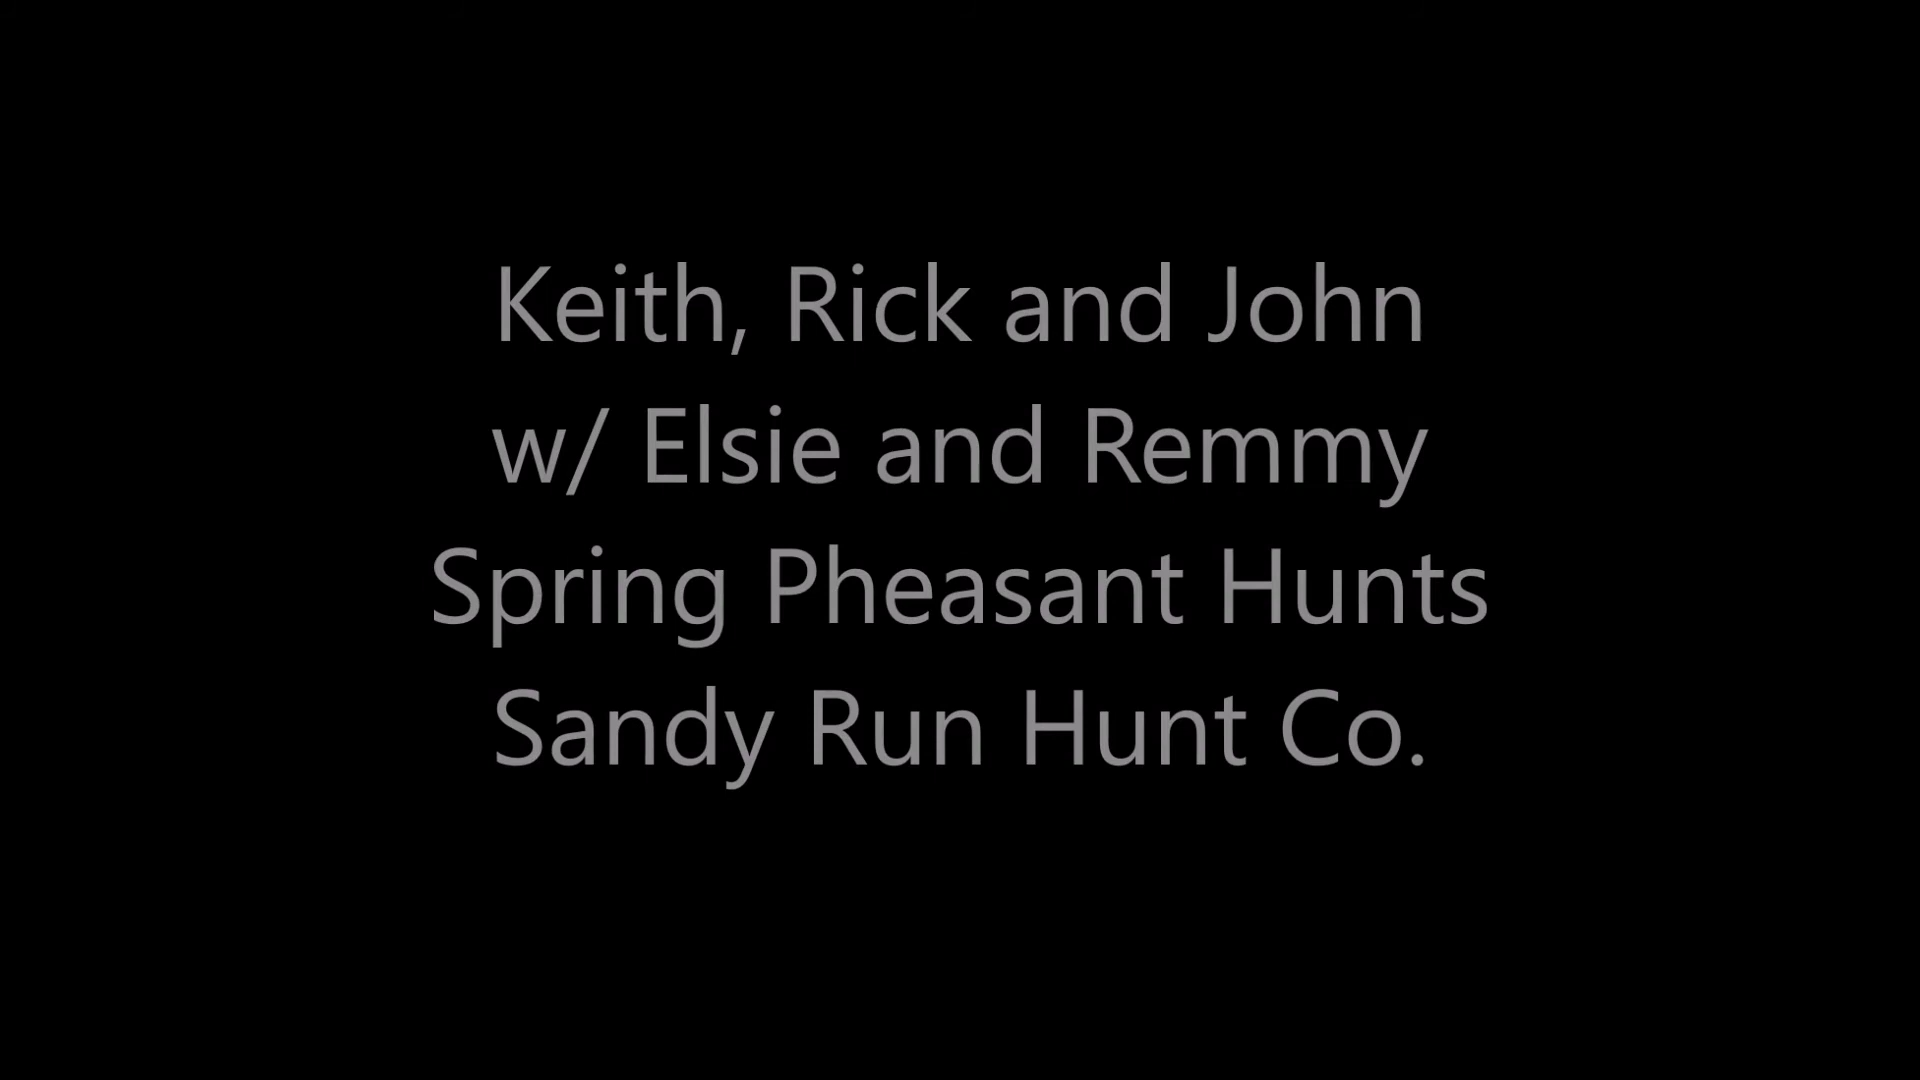 Keith, Rick and John
w/ Elsie and Remmy
Spring Pheasant Hunts
Sandy Run Hunt Co.